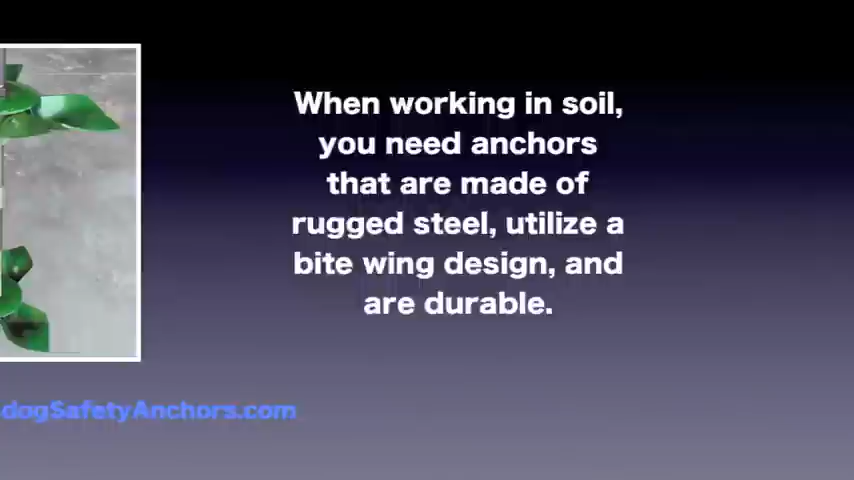 When working in soil,
you need anchors
that are made of
rugged steel, utilize a
bite wing design, and
are durable.
dogSafetyAnchors.com